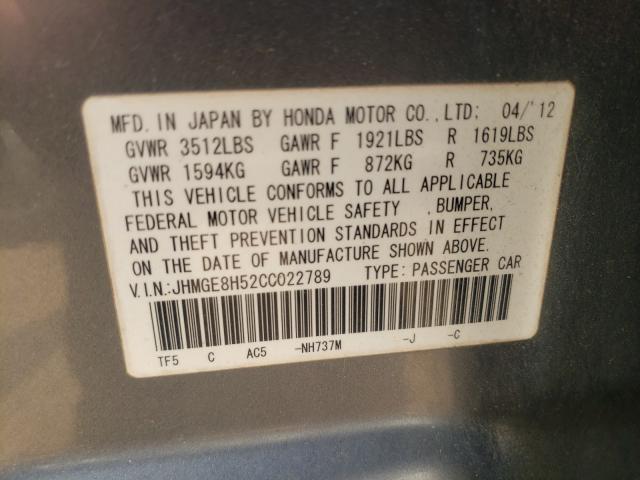 MFD. IN JAPAN BY HONDA MOTOR CO.,LTD: 04/'12
GVWR 3512LBS GAWR F 1921LBS R 1619LBS
GVWR 1594KG GAWR F 872KG R 735KG
THIS VEHICLE CONFORMS TO ALL APPLICABLE
FEDERAL MOTOR VEHICLE SAFETY ,BUMPER,
AND THEFT PREVENTION STANDARDS IN EFFECT
ON THE DATE OF MANUFACTURE SHOWN ABOVE.
V.I.N.:JHMGE8H52CC022789 TYPE: PASSENGER CAR
TF5 C AC5 -NH737M -J -C